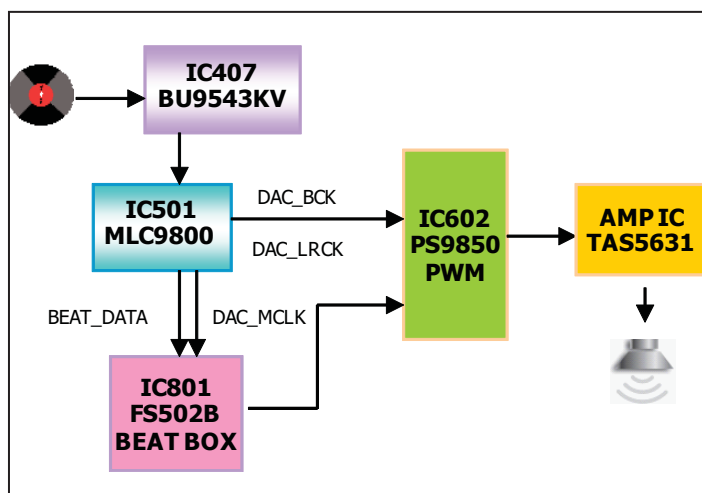 IC407
BU9543KV
IC501
MLC9800
DAC_BCK
DAC_LRCK
IC602
PS9850
PWM
AMP IC
TAS5631
BEAT_DATA
DAC_MCLK
IC801
FS502B
BEAT BOX